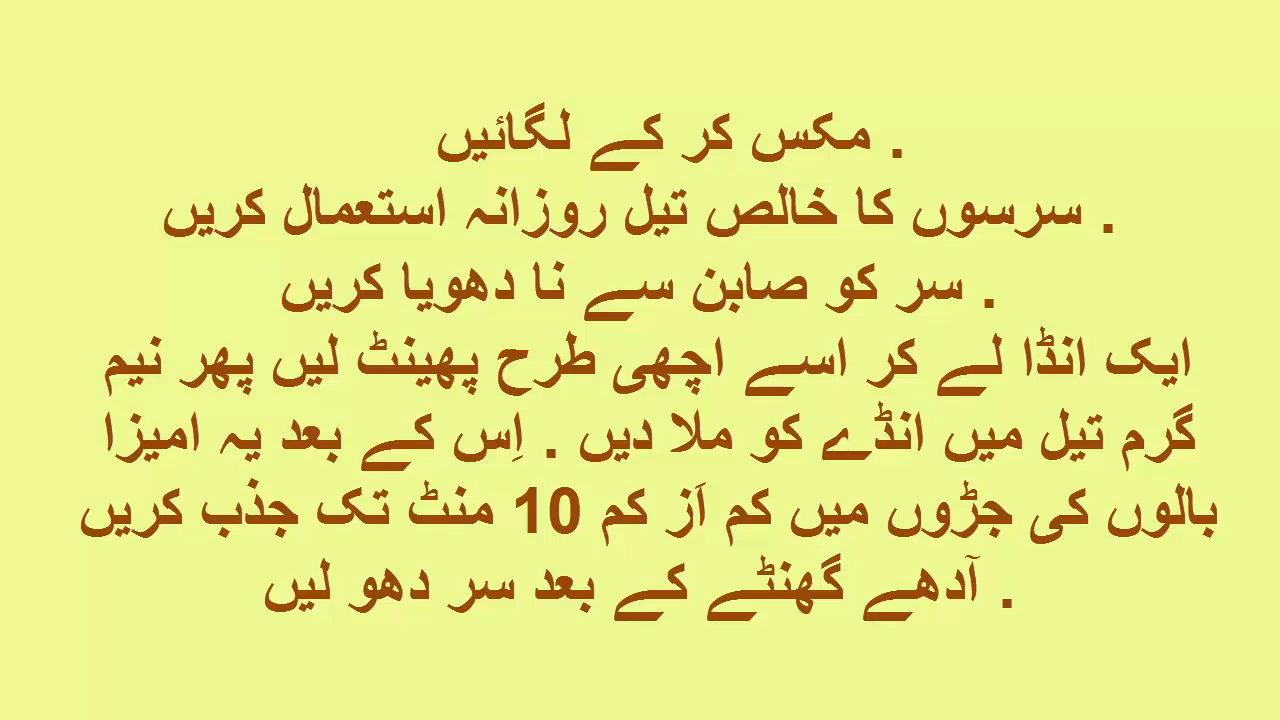 مکس کر کے لگائیں .
سرسوں کا خالص تیل روزانہ استعمال کریں .
سر کو صابن سے نا دھویا کریں .
ایک انڈا لے کر اسے اچھی طرح پھینٹ لیں پھر نیم
گرم تیل میں انڈے کو ملا دیں . اِس کے بعد یہ امیزا
بالوں کی جڑوں میں کم اَز کم 10 منٹ تک جذب کریں
آدھے گھنٹے کے بعد سر دھو لیں .